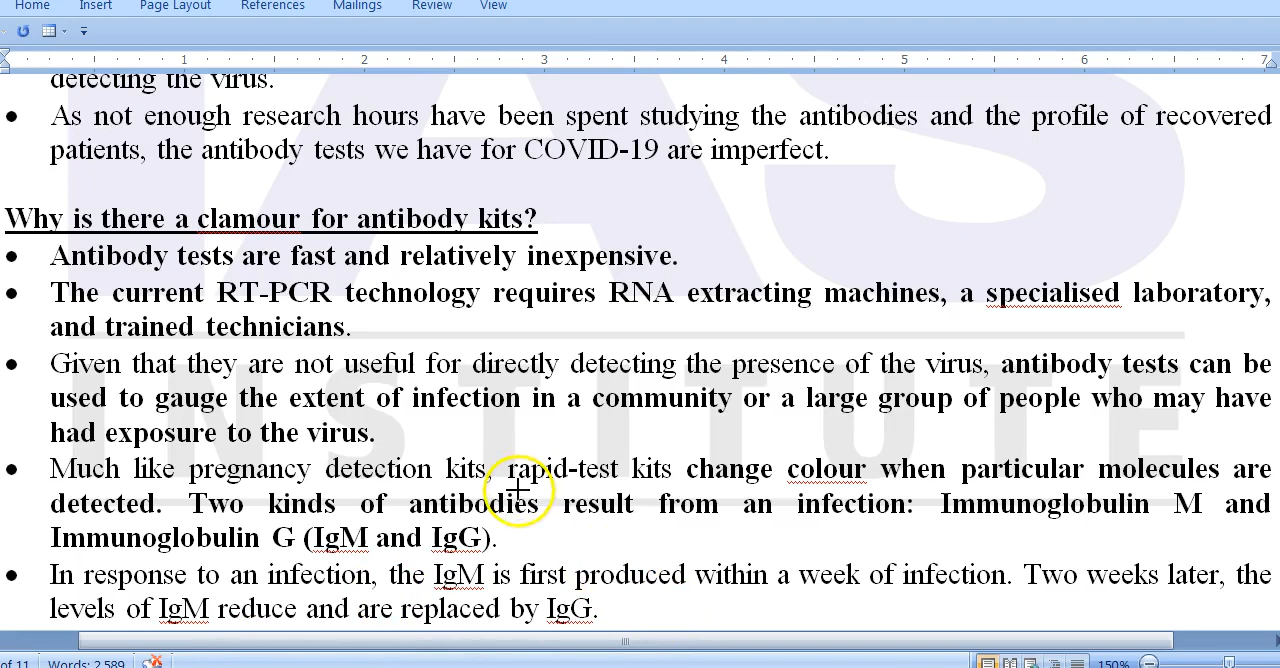 Home Insert Page Layout References Mailings Review View
1 2 3 4 5 6 7
detecting the virus.
• As not enough research hours have been spent studying the antibodies and the profile of recovered
patients, the antibody tests we have for COVID-19 are imperfect.
Why is there a clamour for antibody kits?
• Antibody tests are fast and relatively inexpensive.
• The current RT-PCR technology requires RNA extracting machines, a specialised laboratory,
and trained technicians.
• Given that they are not useful for directly detecting the presence of the virus, antibody tests can be
used to gauge the extent of infection in a community or a large group of people who may have
had exposure to the virus.
• Much like pregnancy detection kits, rapid-test kits change colour when particular molecules are
detected. Two kinds of antibodies result from an infection: Immunoglobulin M and
Immunoglobulin G (IgM and IgG).
• In response to an infection, the IgM is first produced within a week of infection. Two weeks later, the
levels of IgM reduce and are replaced by IgG.
IAS
INSTITUTE
of 11 Words: 2,589 150%